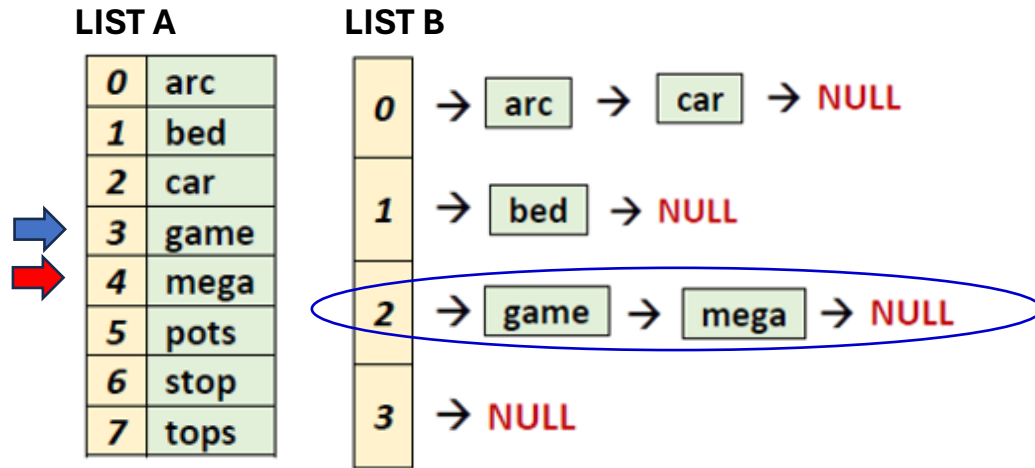 LIST A
0 arc
1 bed
2 car
3 game
4 mega
5 pots
6 stop
7 tops
LIST B
0 → arc → car → NULL
1 → bed → NULL
2 → game → mega → NULL
3 → NULL